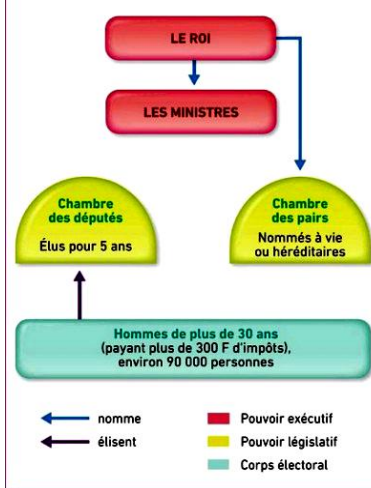 LE ROI
LES MINISTRES
Chambre
des députés
Élus pour 5 ans
Chambre
des pairs
Nommés à vie
ou héréditaires
Hommes de plus de 30 ans
(payant plus de 300 F d'impôts),
environ 90 000 personnes
nomme
élisent
Pouvoir exécutif
Pouvoir législatif
Corps électoral